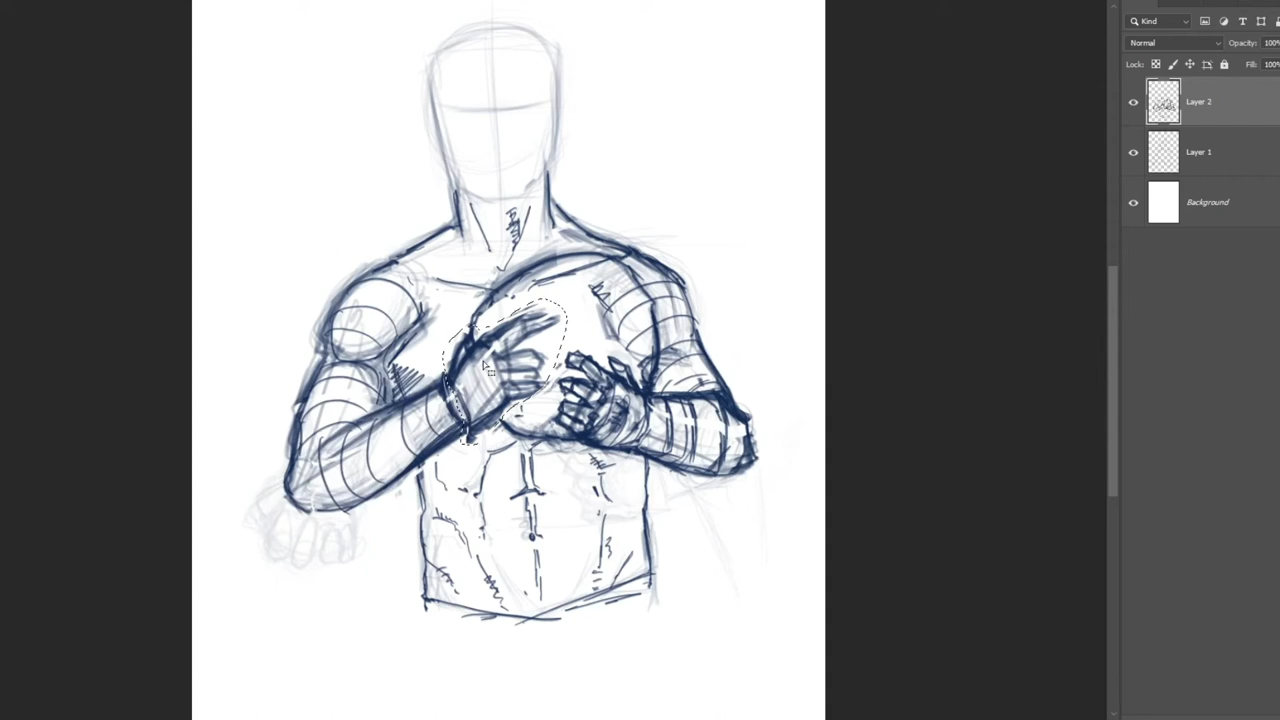 Kind
Normal
Opacity: 100%
Lock:
Fill: 100%
Layer 2
Layer 1
Background